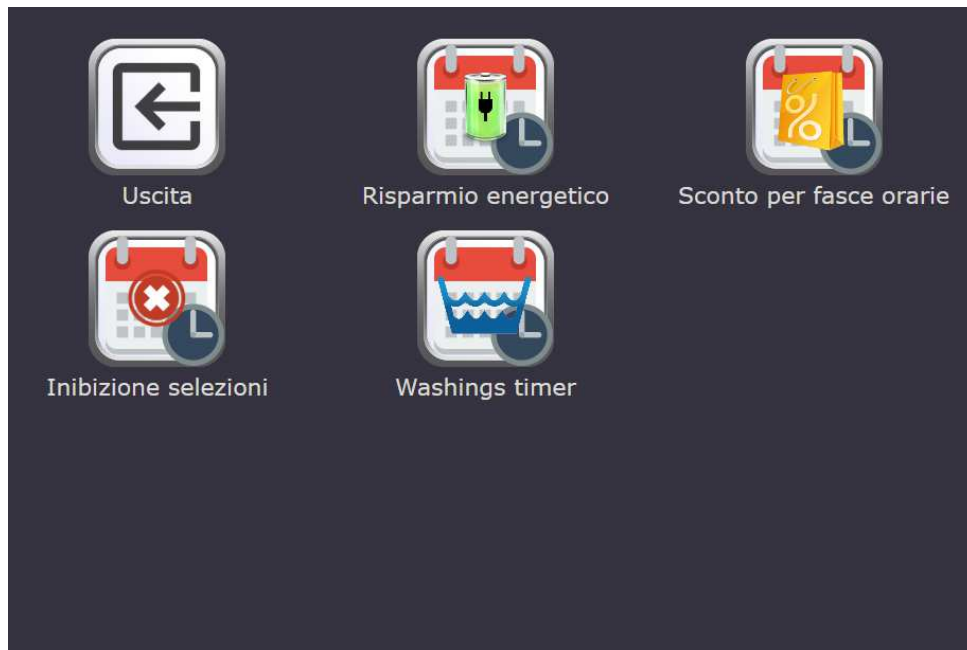 Uscita
Risparmio energetico
Sconto per fasce orarie
Inibizione selezioni
Washings timer